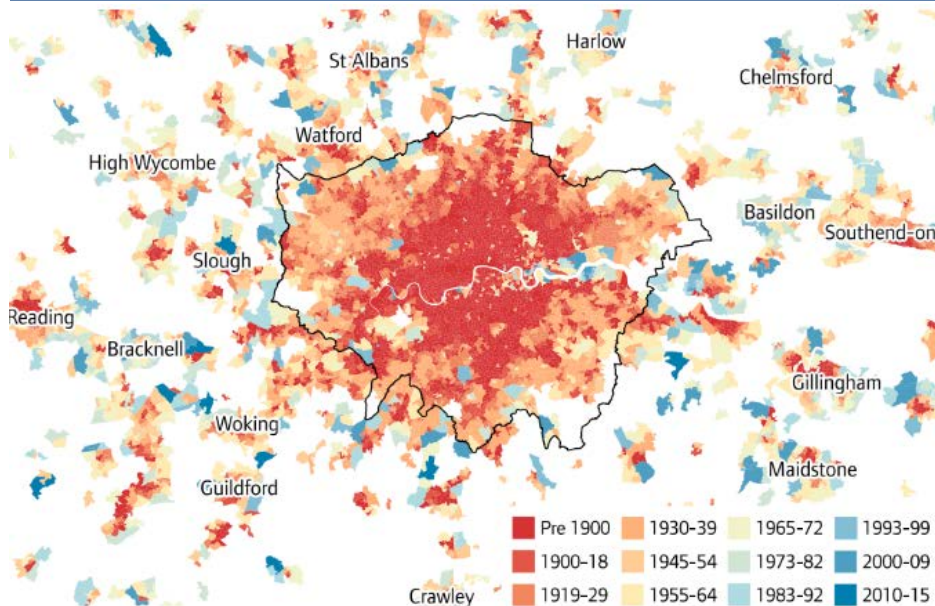 Harlow
St Albans
Chelmsford
Watford
High Wycombe
Basildon
Southend-on
Slough
Reading
Bracknell
Gillingham
Woking
Maidstone
Guildford
Crawley
Pre 1900 1930-39 1965-72 1993-99
1900-18 1945-54 1973-82 2000-09
1919-29 1955-64 1983-92 2010-15